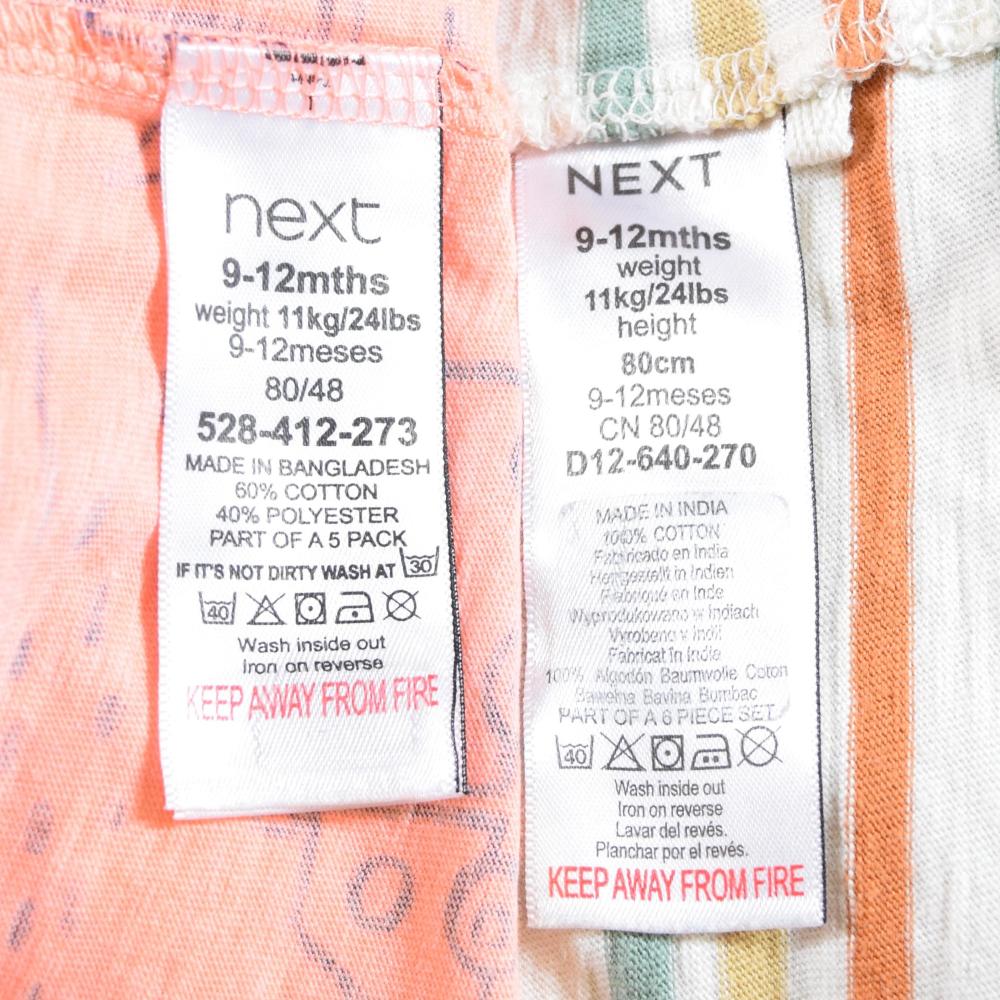 next
9-12mths
weight 11kg/24lbs
9-12meses
80/48
528-412-273
MADE IN BANGLADESH
60% COTTON
40% POLYESTER
PART OF A 5 PACK
IF IT'S NOT DIRTY WASH AT 30
40
Wash inside out
Iron on reverse
KEEP AWAY FROM FIRE
NEXT
9-12mths
weight
11kg/24lbs
height
80cm
9-12meses
CN 80/48
D12-640-270
MADE IN INDIA
100% COTTON
Fabricado en India
Hergestellt in Indien
Fabriqué en Inde
Wyprodukowano w Indiach
Vyrobeno v Indii
Fabricat în Indie
100% Algodón Baumwolle Coton
Bawełna Bavlna Bumbac
PART OF A 6 PIECE SET
40
Wash inside out
Iron on reverse
Lavar del revés.
Planchar por el revés.
KEEP AWAY FROM FIRE